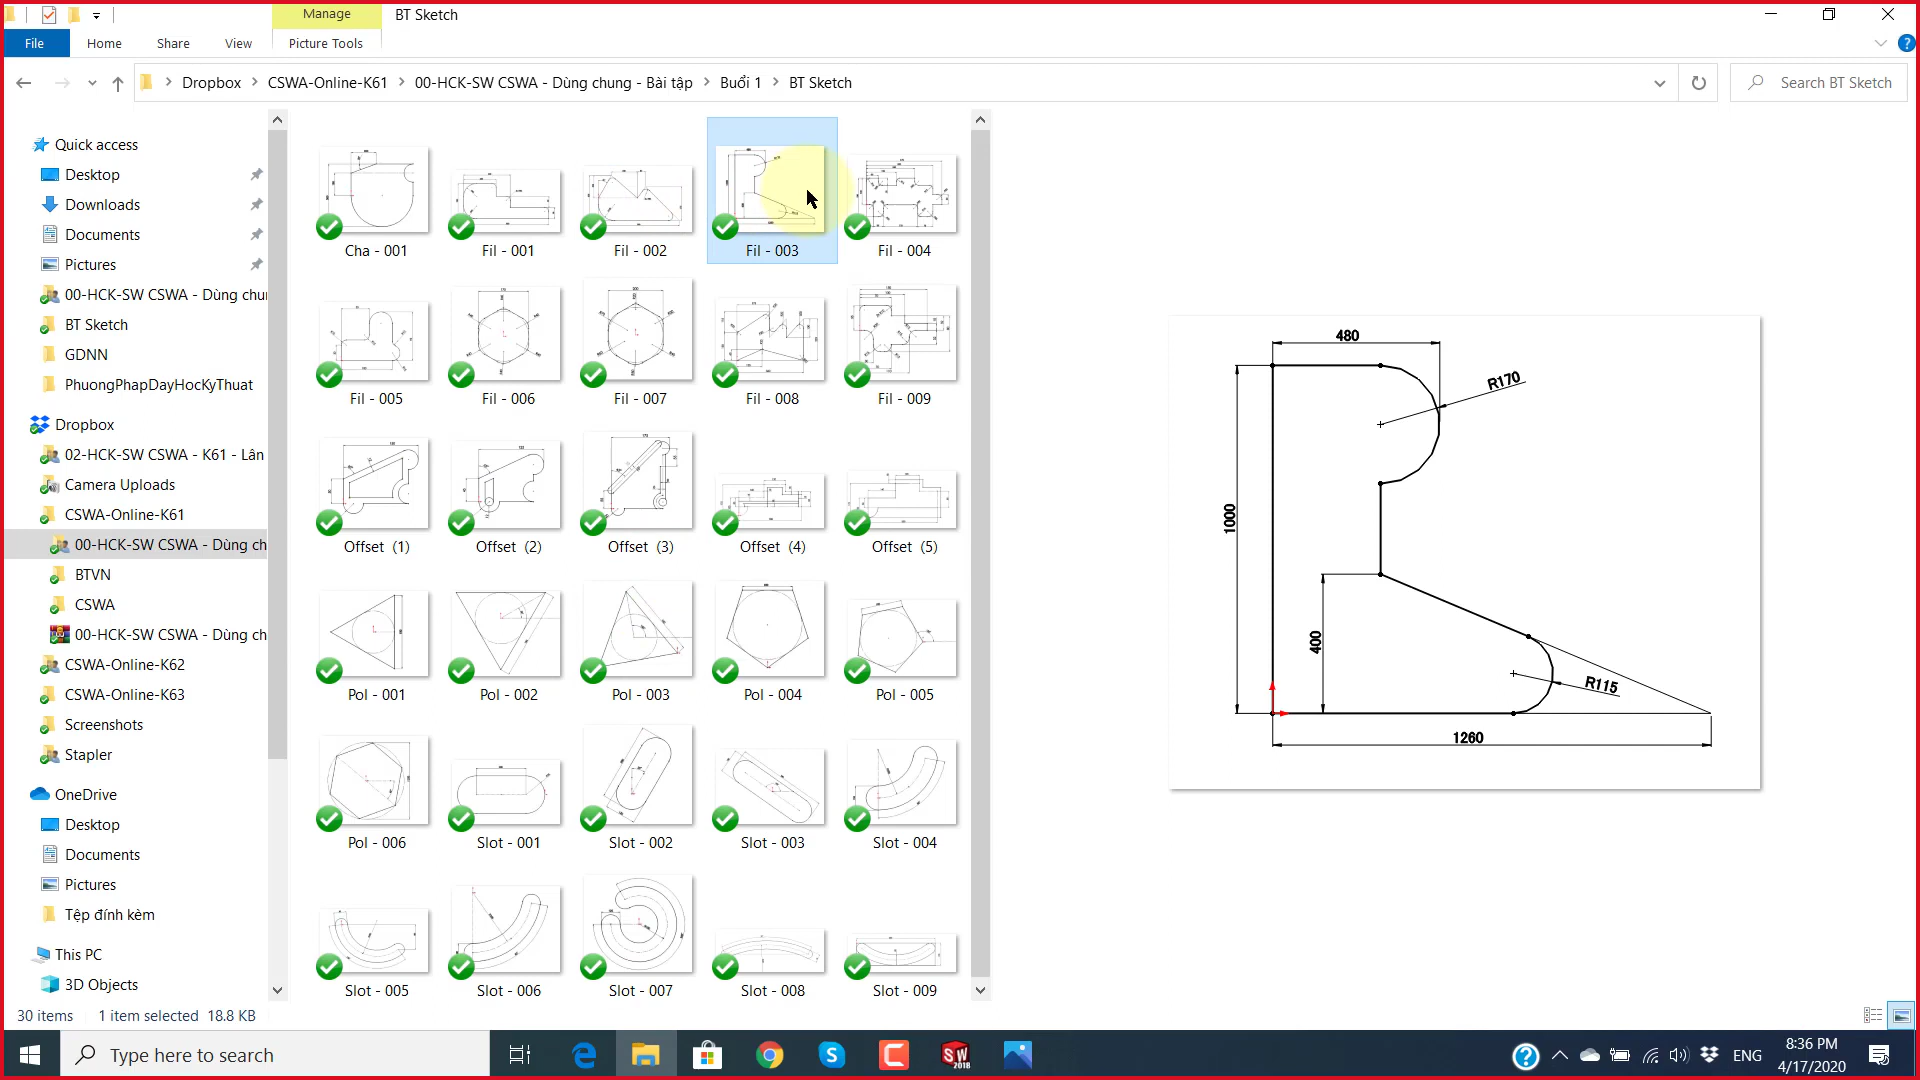 Manage
BT Sketch
File
Home
Share
View
Picture Tools
Dropbox
CSWA-Online-K61
00-HCK-SW CSWA - Dùng chung - Bài tập
Buổi 1
BT Sketch
Search BT Sketch
Quick access
Desktop
Downloads
Documents
Pictures
00-HCK-SW CSWA - Dùng chu
BT Sketch
GDNN
PhuongPhapDayHocKyThuat
Dropbox
02-HCK-SW CSWA - K61 - Lân
Camera Uploads
CSWA-Online-K61
00-HCK-SW CSWA - Dùng ch
BTVN
CSWA
00-HCK-SW CSWA - Dùng ch
CSWA-Online-K62
CSWA-Online-K63
Screenshots
Stapler
OneDrive
Desktop
Documents
Pictures
Tệp đính kèm
This PC
3D Objects
Cha - 001
Fil - 001
Fil - 002
Fil - 003
Fil - 004
Fil - 005
Fil - 006
Fil - 007
Fil - 008
Fil - 009
Offset (1)
Offset (2)
Offset (3)
Offset (4)
Offset (5)
Pol - 001
Pol - 002
Pol - 003
Pol - 004
Pol - 005
Pol - 006
Slot - 001
Slot - 002
Slot - 003
Slot - 004
Slot - 005
Slot - 006
Slot - 007
Slot - 008
Slot - 009
480
R170
1000
400
R115
1260
30 items
1 item selected 18.8 KB
Type here to search
SW
2018
ENG
8:36 PM
4/17/2020